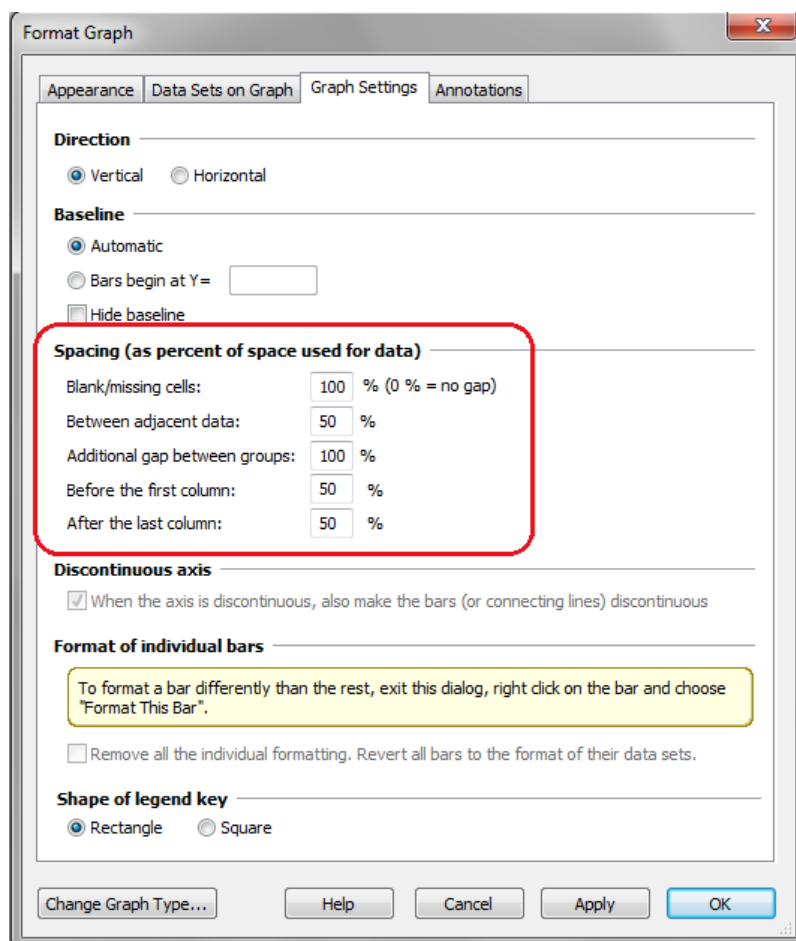 Format Graph
Appearance Data Sets on Graph Graph Settings Annotations
Direction
Vertical Horizontal
Baseline
Automatic
Bars begin at Y=
Hide baseline
Spacing (as percent of space used for data)
Blank/missing cells: 100 % (0 % = no gap)
Between adjacent data: 50 %
Additional gap between groups: 100 %
Before the first column: 50 %
After the last column: 50 %
Discontinuous axis
When the axis is discontinuous, also make the bars (or connecting lines) discontinuous
Format of individual bars
To format a bar differently than the rest, exit this dialog, right click on the bar and choose
"Format This Bar".
Remove all the individual formatting. Revert all bars to the format of their data sets.
Shape of legend key
Rectangle Square
Change Graph Type... Help Cancel Apply OK